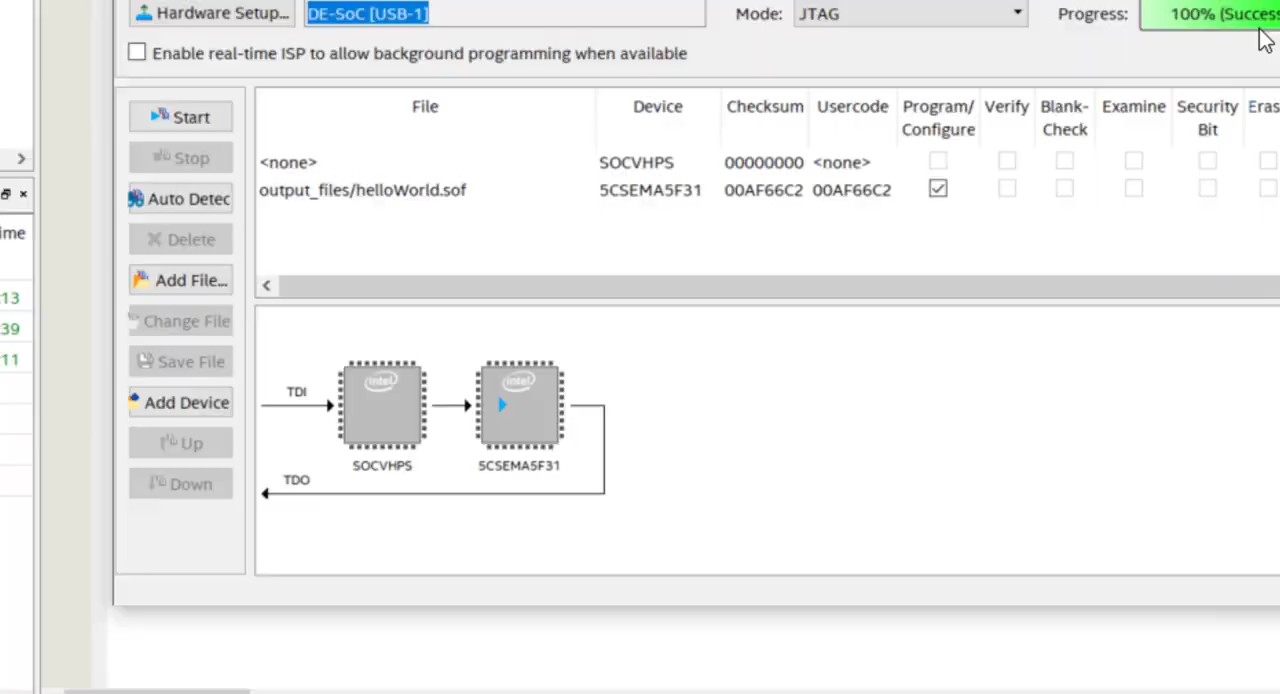 Hardware Setup... DE-SoC [USB-1] Mode: JTAG Progress: 100% (Success
Enable real-time ISP to allow background programming when available
File Device Checksum Usercode Program/ Configure Verify Blank- Check Examine Security Bit Eras
<none> SOCVHPS 00000000 <none>
output_files/helloWorld.sof 5CSEMA5F31 00AF66C2 00AF66C2
Start
Stop
Auto Detec
Delete
Add File...
Change File
Save File
Add Device
Up
Down
ime
13
39
11
TDI
intel
intel
SOCVHPS
5CSEMA5F31
TDO